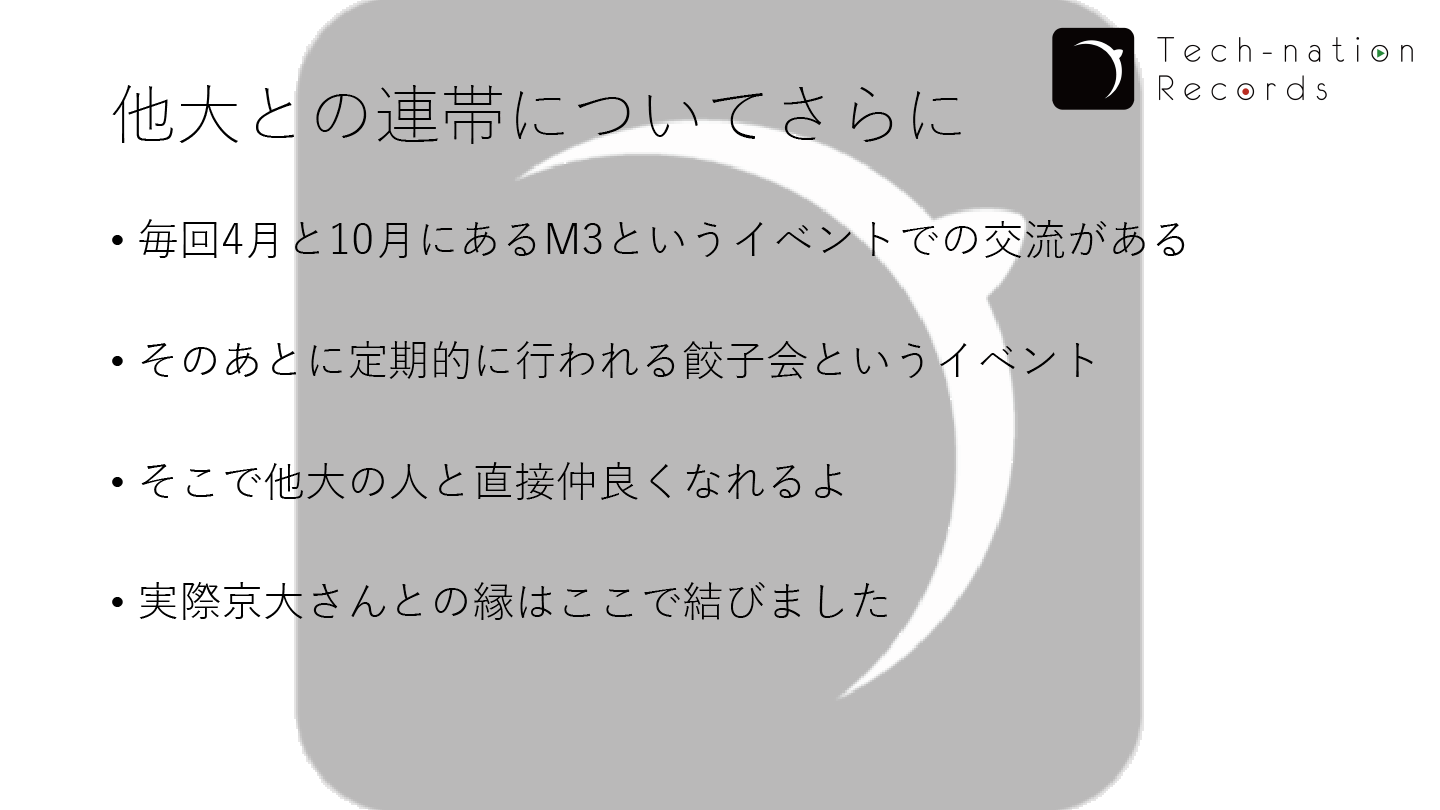 Tech-nation
Records
他大との連帯についてさらに
• 毎回4月と10月にあるM3というイベントでの交流がある
• そのあとに定期的に行われる餃子会というイベント
• そこで他大の人と直接仲良くなれるよ
• 実際京大さんとの縁はここで結びました